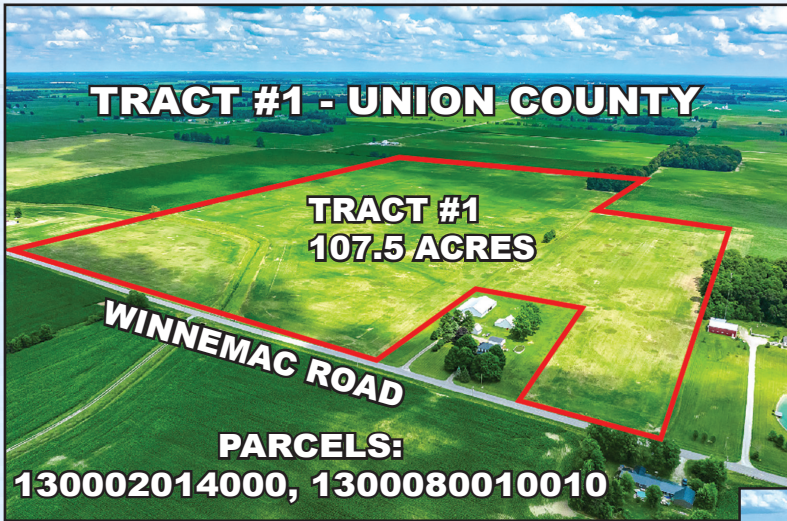 TRACT #1 - UNION COUNTY
TRACT #1
107.5 ACRES
WINNEMAC ROAD
PARCELS:
130002014000, 1300080010010